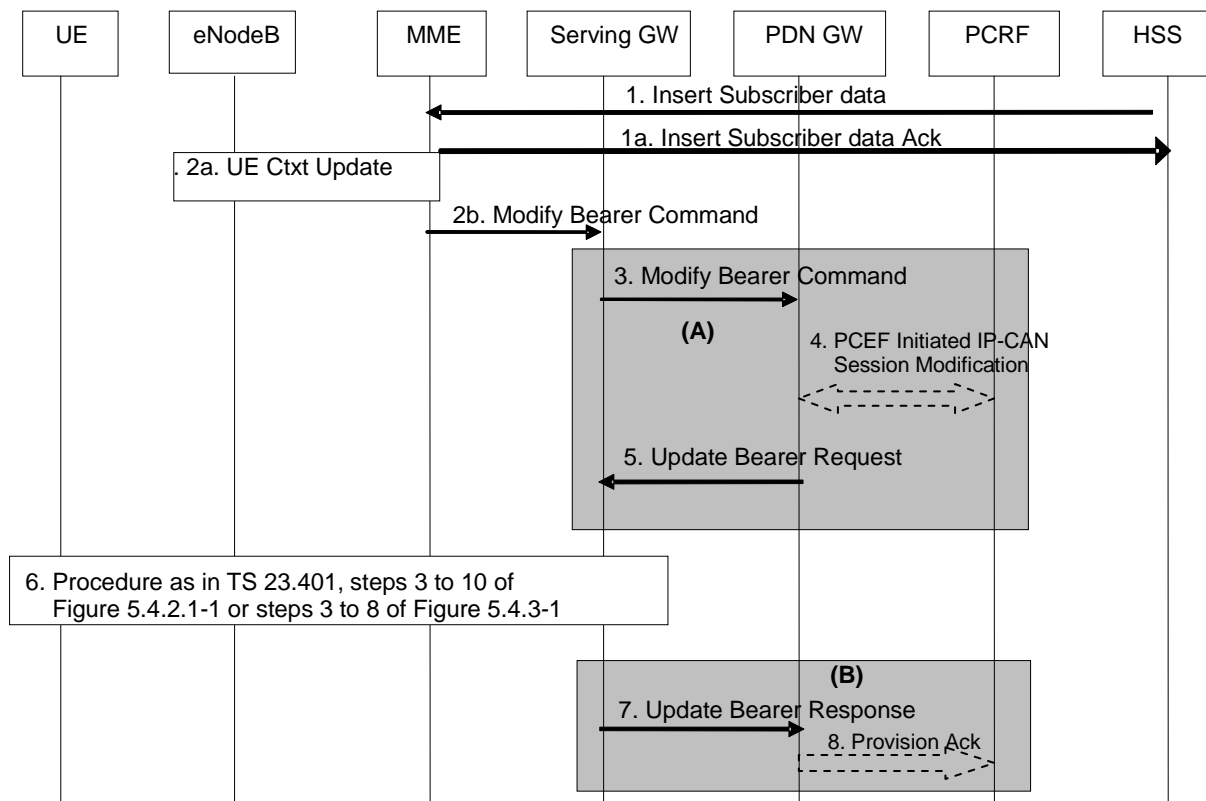 UE
eNodeB
MME
Serving GW
PDN GW
PCRF
HSS
1. Insert Subscriber data
1a. Insert Subscriber data Ack
. 2a. UE Ctxt Update
2b. Modify Bearer Command
3. Modify Bearer Command
(A)
4. PCEF Initiated IP-CAN
Session Modification
5. Update Bearer Request
6. Procedure as in TS 23.401, steps 3 to 10 of
Figure 5.4.2.1-1 or steps 3 to 8 of Figure 5.4.3-1
(B)
7. Update Bearer Response
8. Provision Ack